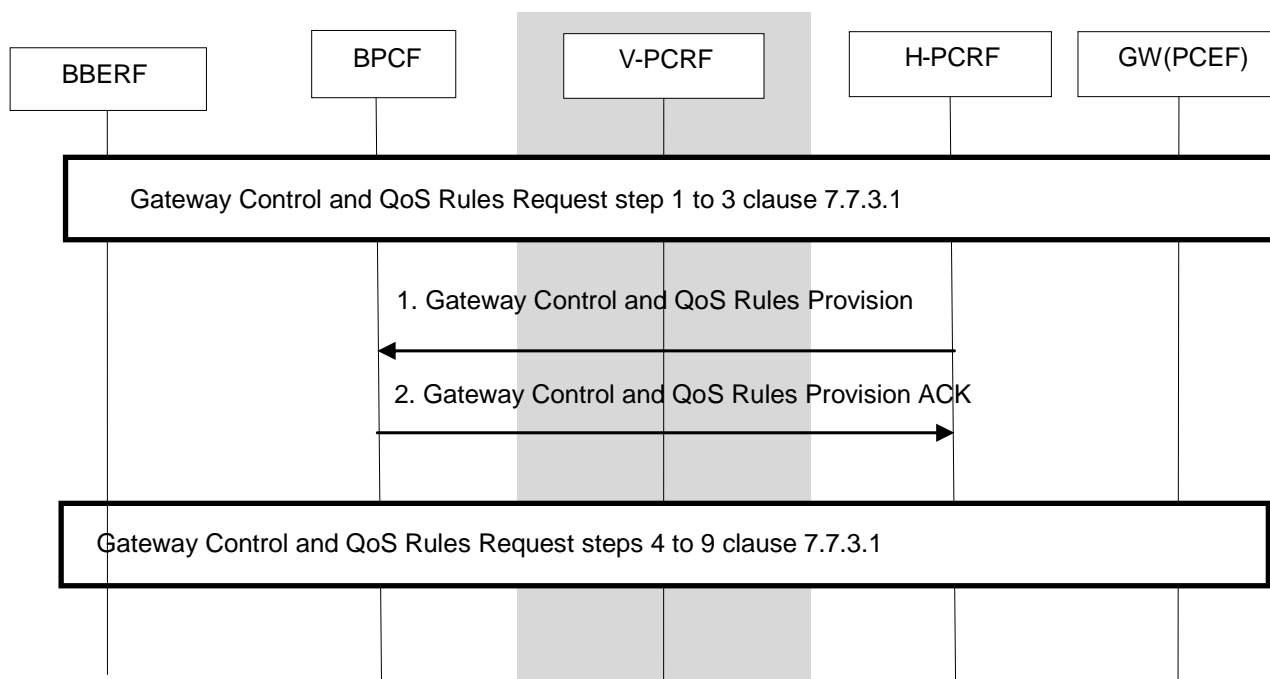 BBERF
BPCF
V-PCRF
H-PCRF
GW(PCEF)
Gateway Control and QoS Rules Request step 1 to 3 clause 7.7.3.1
1. Gateway Control and QoS Rules Provision
2. Gateway Control and QoS Rules Provision ACK
Gateway Control and QoS Rules Request steps 4 to 9 clause 7.7.3.1